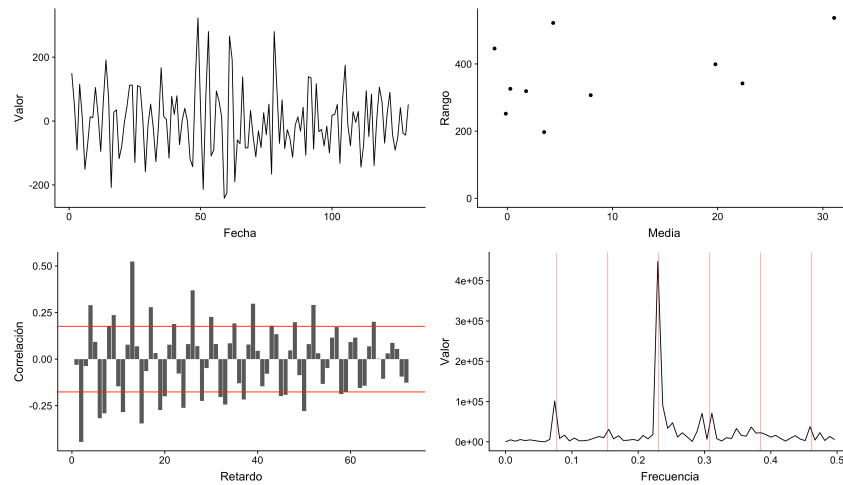 Valor
200
0
-200
0
50
100
Fecha
Rango
400
200
0
0
10
20
30
Media
Correlación
0.50
0.25
0.00
-0.25
0
20
40
60
Retardo
Valor
4e+05
3e+05
2e+05
1e+05
0e+00
0.0
0.1
0.2
0.3
0.4
0.5
Frecuencia